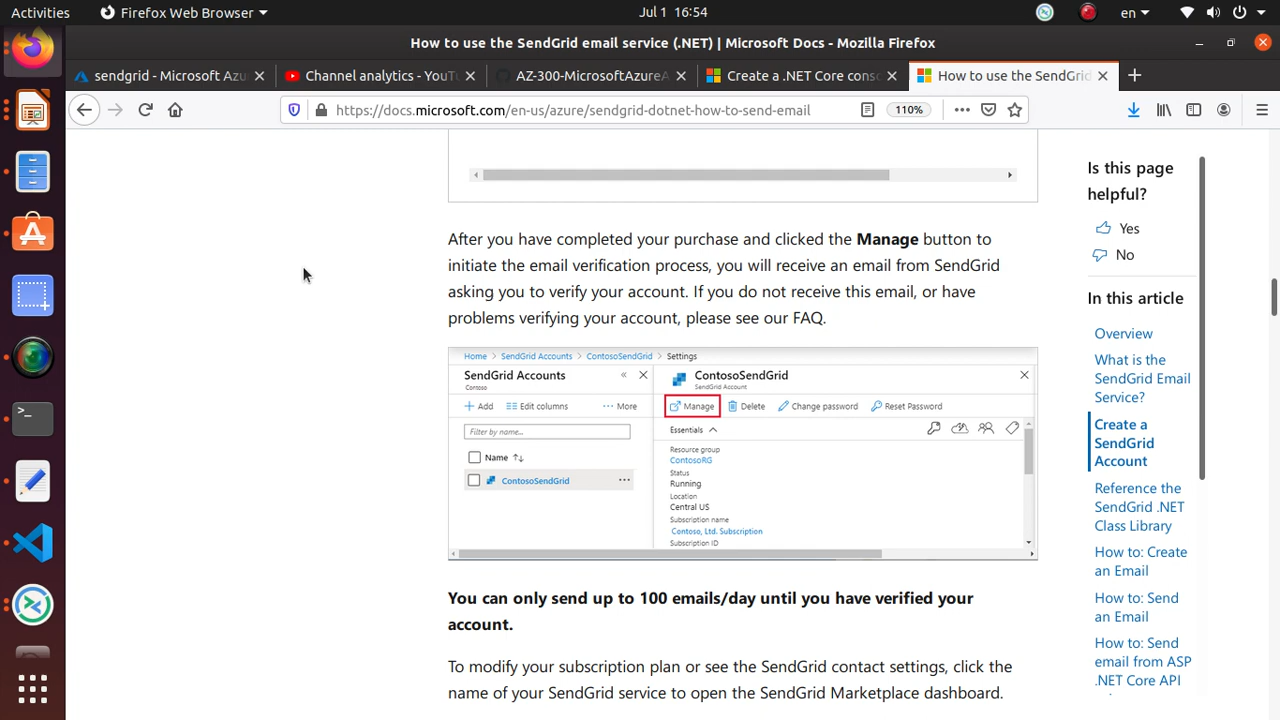 Activities
Firefox Web Browser
Jul 1 16:54
en
How to use the SendGrid email service (.NET) | Microsoft Docs - Mozilla Firefox
sendgrid - Microsoft Azu
Channel analytics - YouT
AZ-300-MicrosoftAzureA
Create a .NET Core conso
How to use the SendGrid
https://docs.microsoft.com/en-us/azure/sendgrid-dotnet-how-to-send-email
110%
After you have completed your purchase and clicked the Manage button to
initiate the email verification process, you will receive an email from SendGrid
asking you to verify your account. If you do not receive this email, or have
problems verifying your account, please see our FAQ.
Home > SendGrid Accounts > ContosoSendGrid > Settings
SendGrid Accounts
Contoso
Add
Edit columns
More
Filter by name...
Name
ContosoSendGrid
ContosoSendGrid
SendGrid Account
Manage
Delete
Change password
Reset Password
Essentials
Resource group
ContosoRG
Status
Running
Location
Central US
Subscription name
Contoso, Ltd. Subscription
Subscription ID
You can only send up to 100 emails/day until you have verified your
account.
To modify your subscription plan or see the SendGrid contact settings, click the
name of your SendGrid service to open the SendGrid Marketplace dashboard.
Is this page
helpful?
Yes
No
In this article
Overview
What is the
SendGrid Email
Service?
Create a
SendGrid
Account
Reference the
SendGrid .NET
Class Library
How to: Create
an Email
How to: Send
an Email
How to: Send
email from ASP
.NET Core API